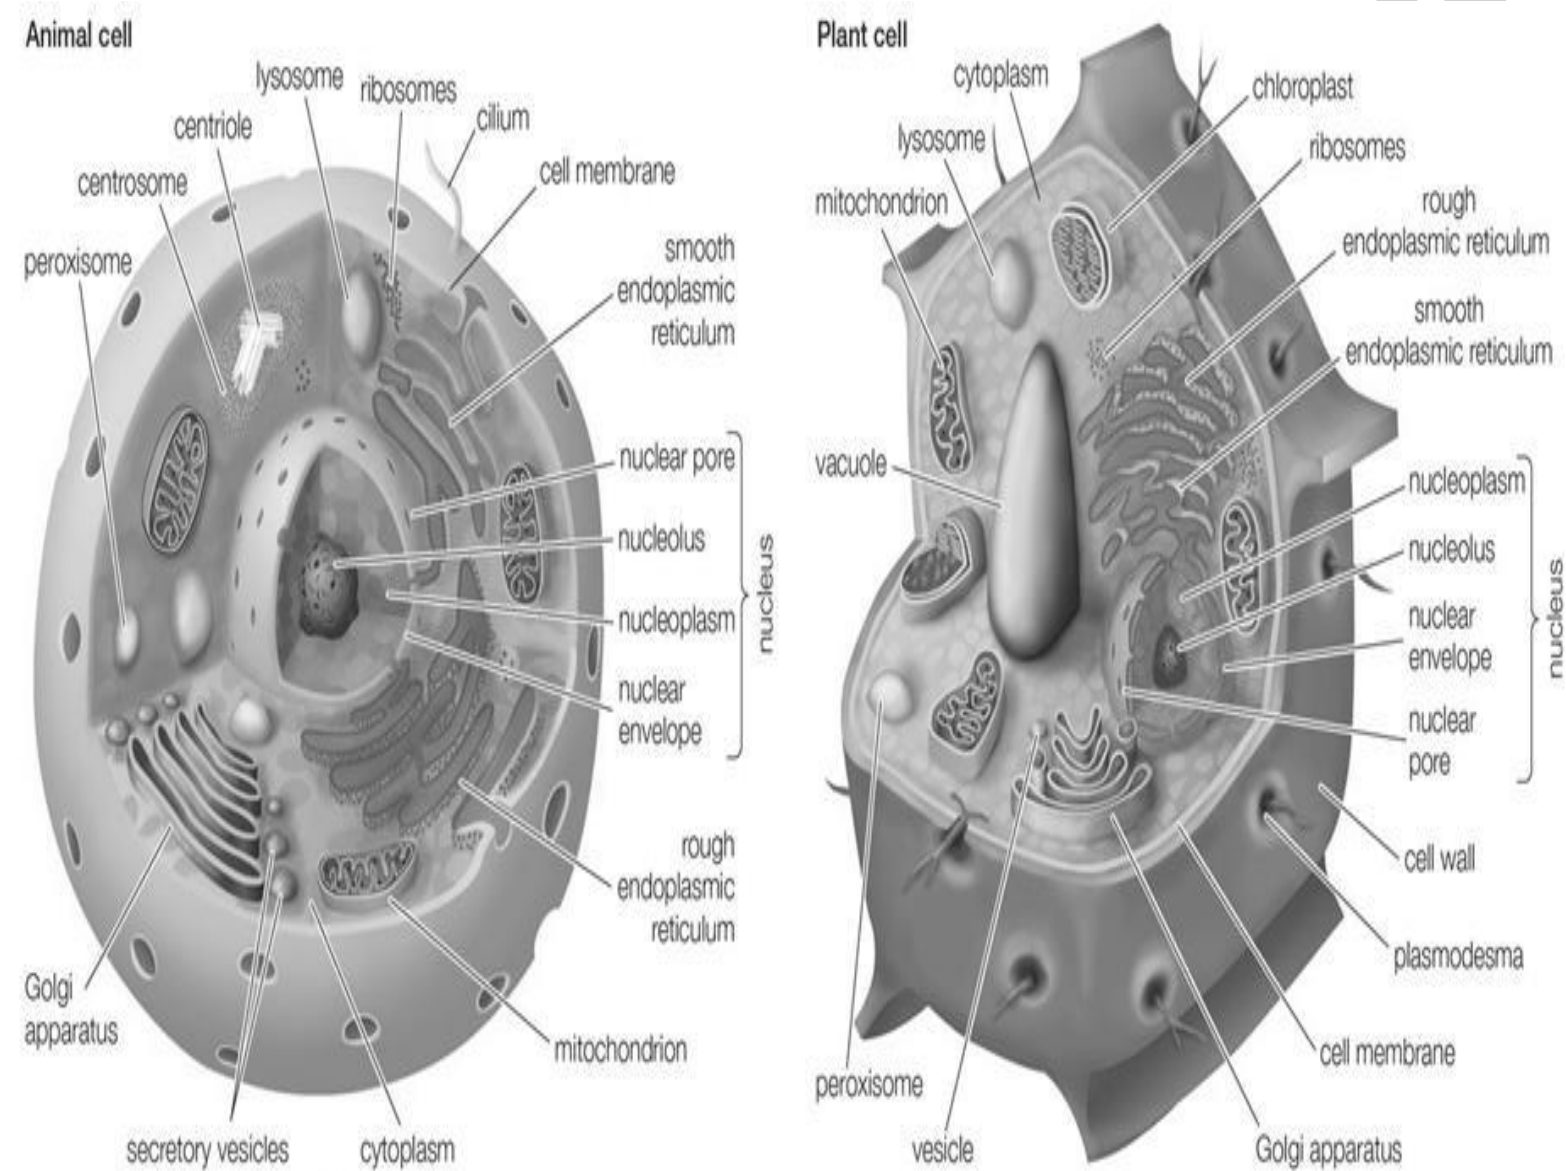 Animal cell
lysosome
ribosomes
centriole
cilium
centrosome
cell membrane
peroxisome
smooth
endoplasmic
reticulum
nuclear pore
nucleolus
nucleoplasm
nuclear
envelope
nucleus
rough
endoplasmic
reticulum
Golgi
apparatus
mitochondrion
secretory vesicles
cytoplasm
Plant cell
cytoplasm
chloroplast
lysosome
ribosomes
mitochondrion
rough
endoplasmic reticulum
smooth
endoplasmic reticulum
vacuole
nucleoplasm
nucleolus
nuclear
envelope
nuclear
pore
nucleus
cell wall
plasmodesma
cell membrane
peroxisome
vesicle
Golgi apparatus